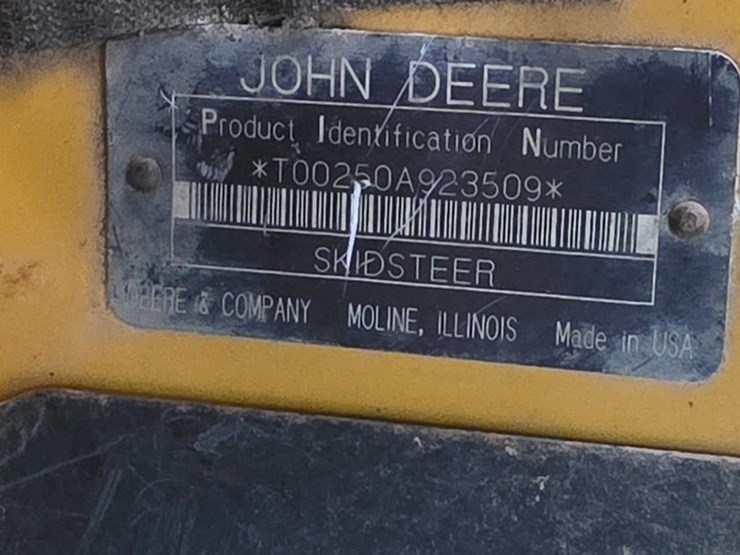 JOHN DEERE
Product Identification Number
*T00250A923509*
SKIDSTEER
DEERE & COMPANY MOLINE, ILLINOIS Made in USA